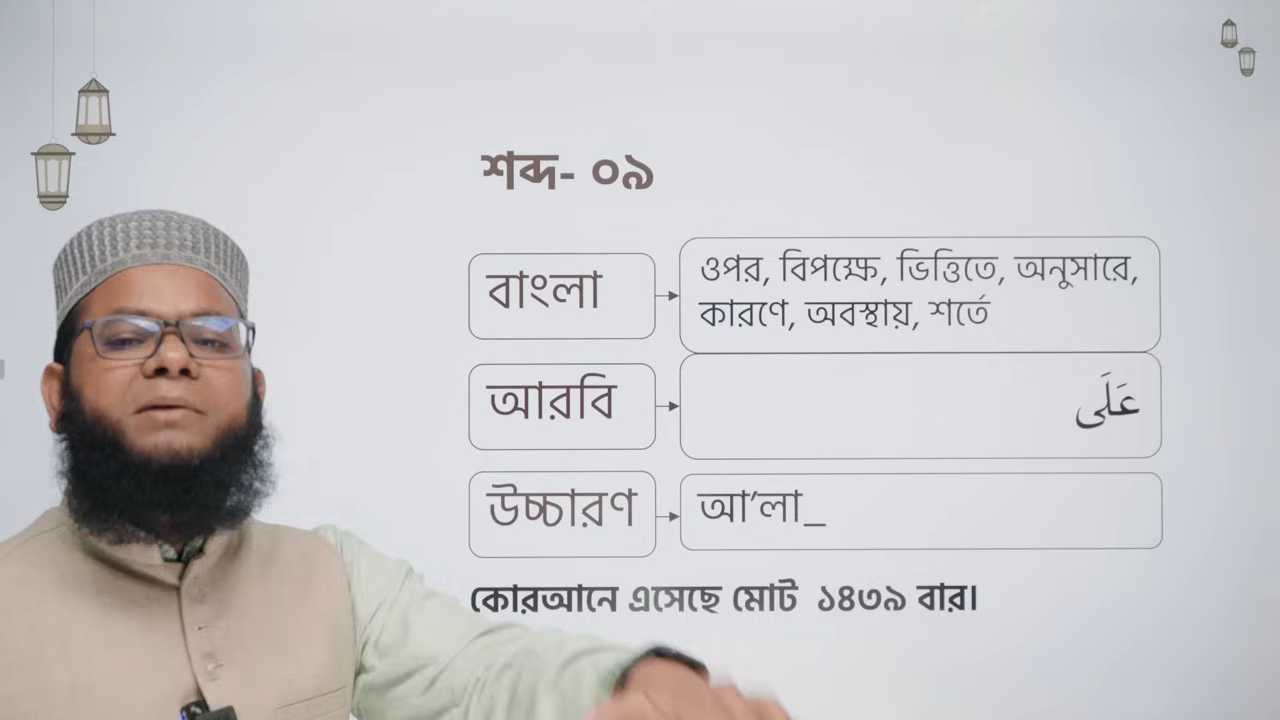 শব্দ- ০৯
বাংলা
ওপর, বিপক্ষে, ভিত্তিতে, অনুসারে,
কারণে, অবস্থায়, শর্তে
আরবি
عَلَى
উচ্চারণ
আ’লা_
কোরআনে এসেছে মোট ১৪৩৯ বার।